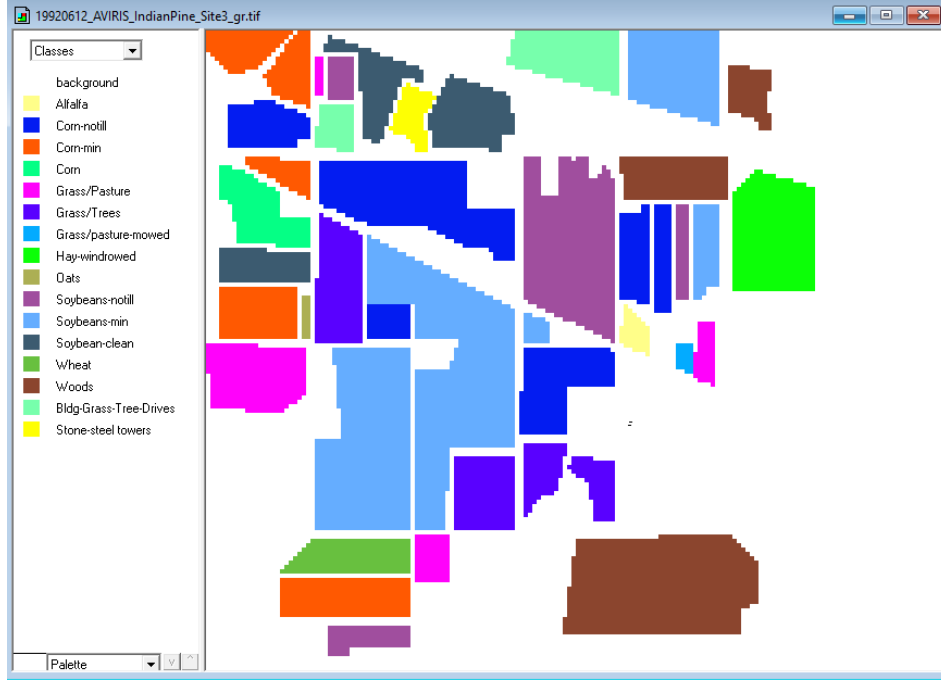 19920612_AVIRIS_IndianPine_Site3_gr.tif
Classes
background
Alfalfa
Corn-notill
Corn-min
Corn
Grass/Pasture
Grass/Trees
Grass/pasture-mowed
Hay-windrowed
Oats
Soybeans-notill
Soybeans-min
Soybean-clean
Wheat
Woods
Bldg-Grass-Tree-Drives
Stone-steel towers
Palette